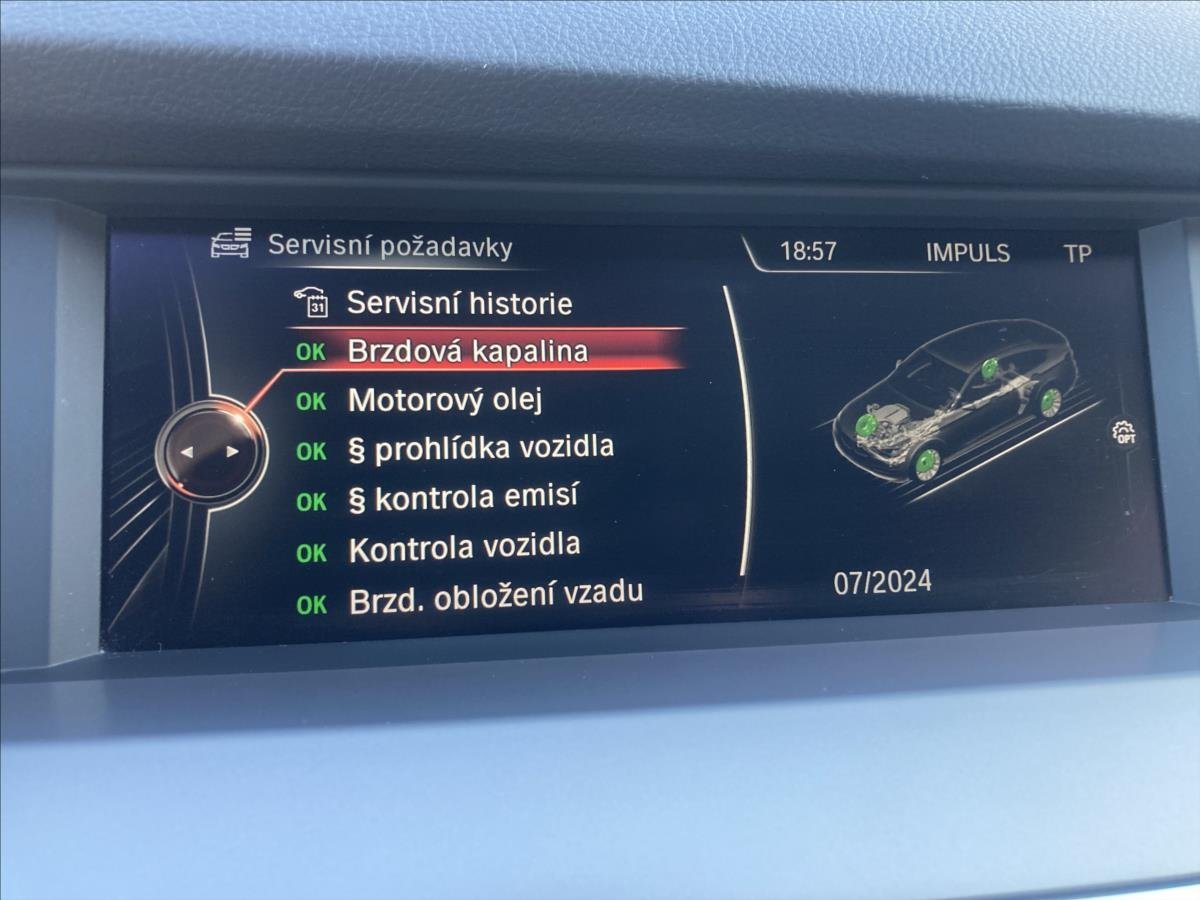 Servisní požadavky
18:57 IMPULS TP
31 Servisní historie
OK Brzdová kapalina
OK Motorový olej
OK § prohlídka vozidla
OK § kontrola emisí
OK Kontrola vozidla
OK Brzd. obložení vzadu
OPT
07/2024